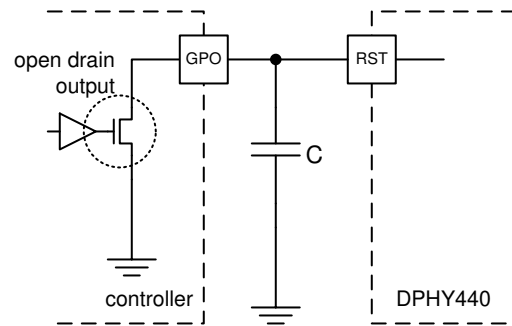 open drain
output
GPO
RST
C
controller
DPHY440